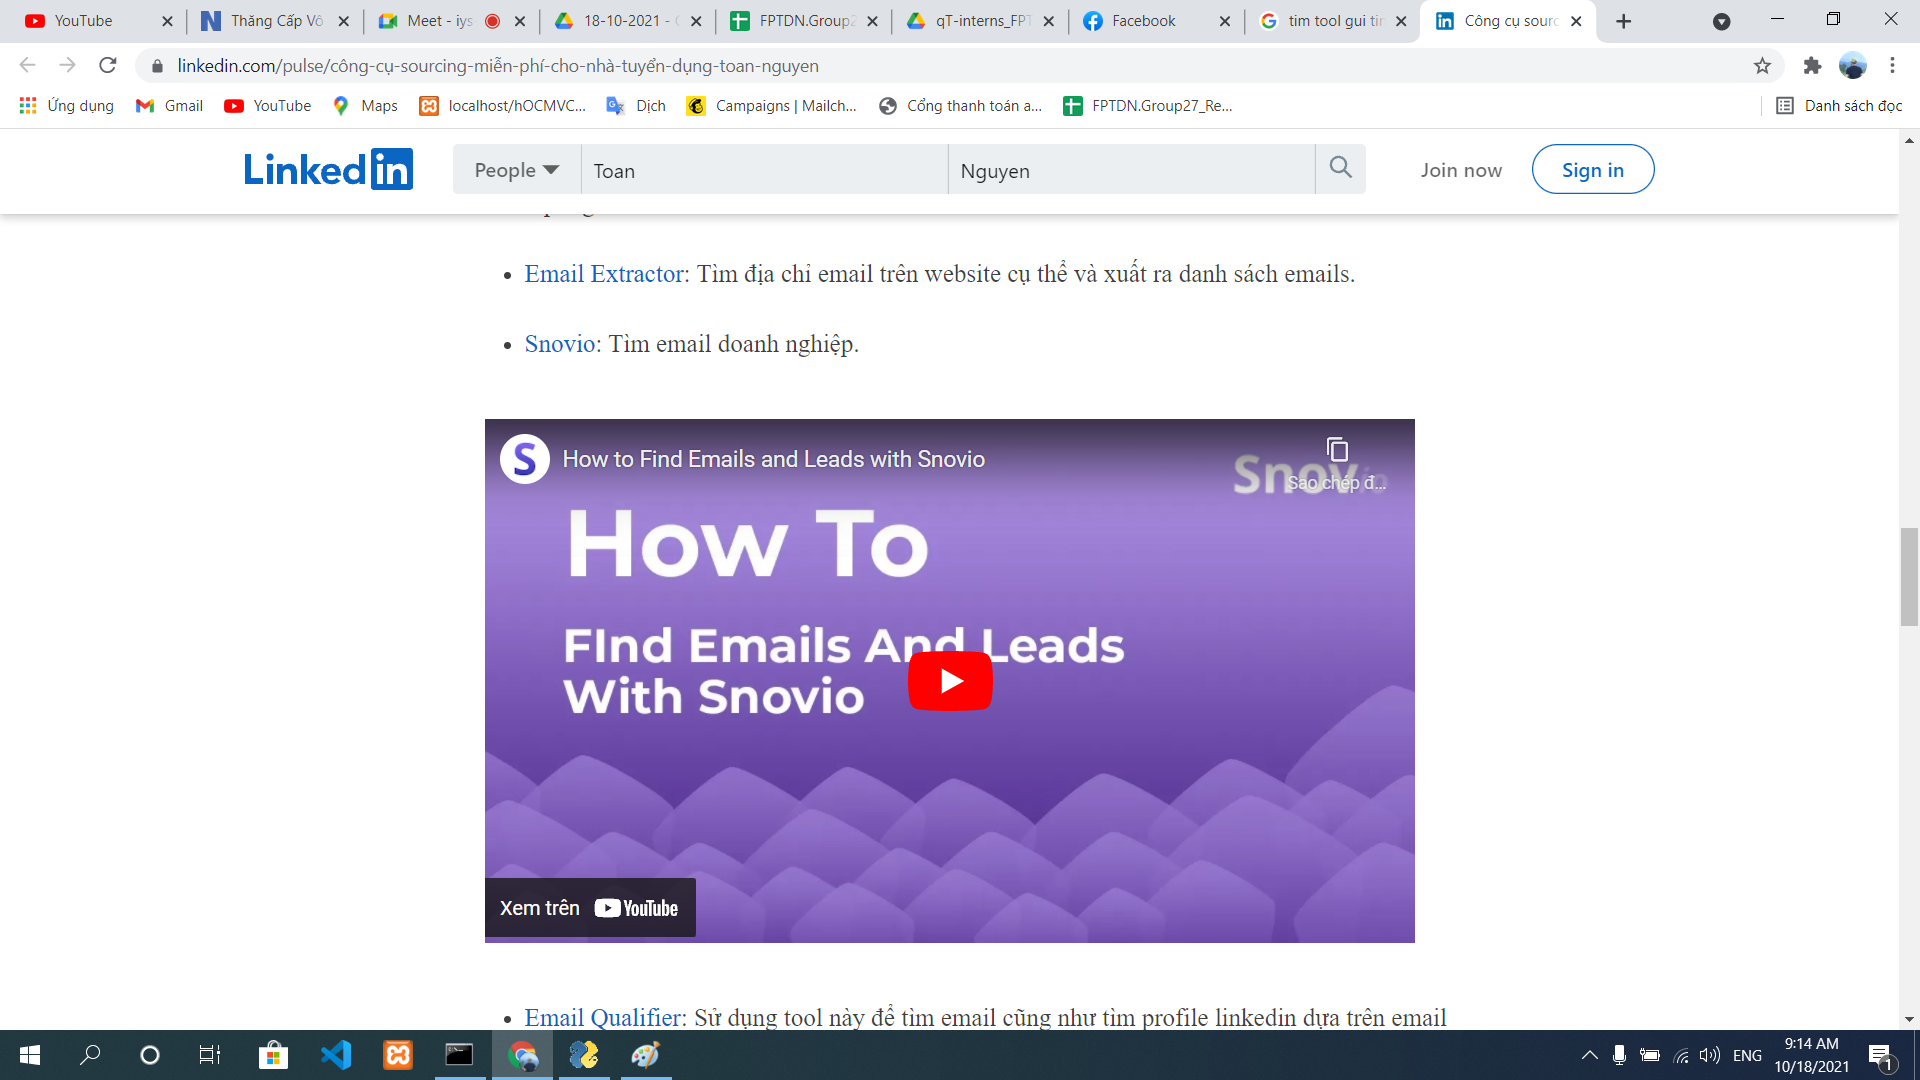 YouTube
Thăng Cấp Vô
Meet - iys
18-10-2021 -
FPTDN.Group2
qT-interns_FPT
Facebook
tim tool gui tin
Công cụ sourc
linkedin.com/pulse/công-cụ-sourcing-miễn-phí-cho-nhà-tuyển-dụng-toan-nguyen
Ứng dụng
Gmail
YouTube
Maps
localhost/hOCMVC...
Dịch
Campaigns | Mailch...
Cổng thanh toán a...
FPTDN.Group27_Re...
Danh sách đọc
Linkedin
People
Toan
Nguyen
Join now
Sign in
• Email Extractor: Tìm địa chỉ email trên website cụ thể và xuất ra danh sách emails.
• Snovio: Tìm email doanh nghiệp.
S
How to Find Emails and Leads with Snovio
Snovio
Sao chép đ...
How To
FInd Emails And Leads
With Snovio
Xem trên YouTube
• Email Qualifier: Sử dụng tool này để tìm email cũng như tìm profile linkedin dựa trên email
ENG
9:14 AM
10/18/2021
1